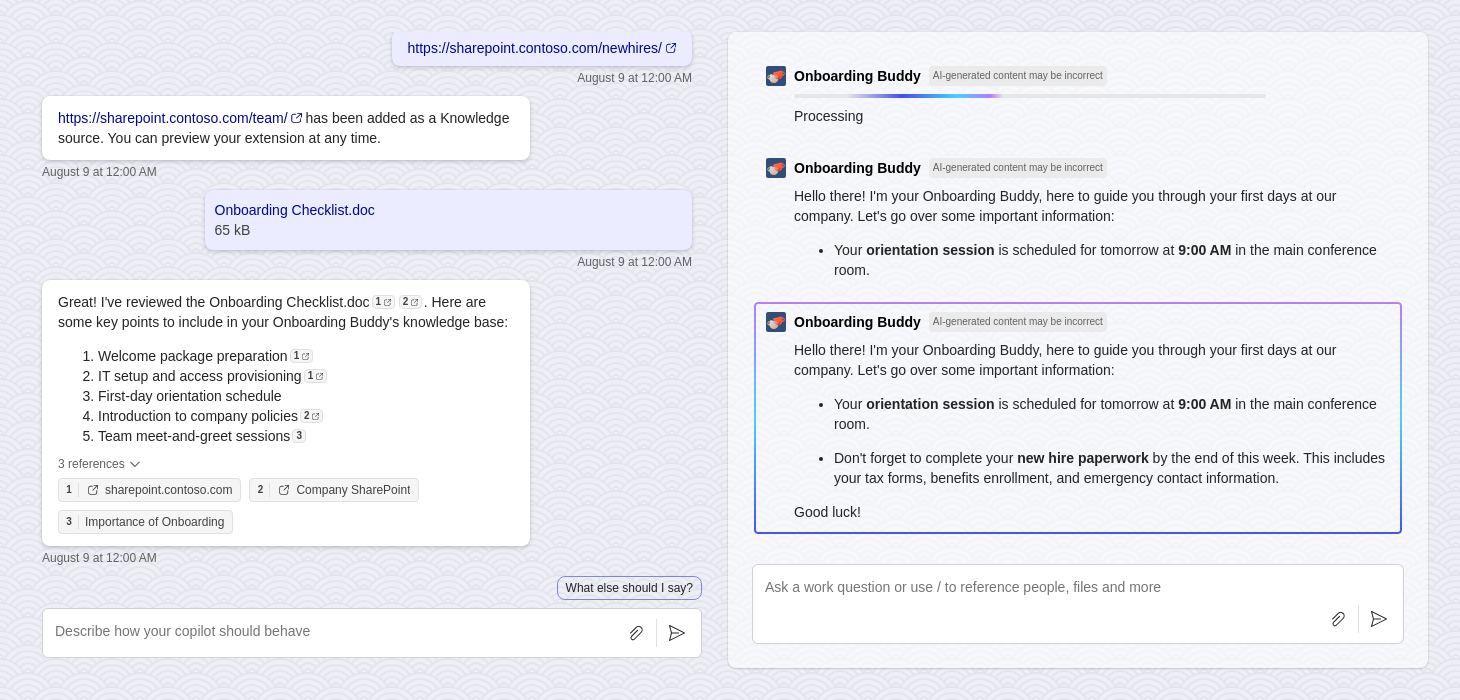 https://sharepoint.contoso.com/newhires/
August 9 at 12:00 AM
https://sharepoint.contoso.com/team/ has been added as a Knowledge
source. You can preview your extension at any time.
August 9 at 12:00 AM
Onboarding Checklist.doc
65 kB
August 9 at 12:00 AM
Great! I've reviewed the Onboarding Checklist.doc 1 2 . Here are
some key points to include in your Onboarding Buddy's knowledge base:
1. Welcome package preparation 1
2. IT setup and access provisioning 1
3. First-day orientation schedule
4. Introduction to company policies 2
5. Team meet-and-greet sessions 3
3 references
1 sharepoint.contoso.com 2 Company SharePoint
3 Importance of Onboarding
August 9 at 12:00 AM
What else should I say?
Describe how your copilot should behave
Onboarding Buddy AI-generated content may be incorrect
Processing
Onboarding Buddy AI-generated content may be incorrect
Hello there! I'm your Onboarding Buddy, here to guide you through your first days at our
company. Let's go over some important information:
• Your orientation session is scheduled for tomorrow at 9:00 AM in the main conference
room.
Onboarding Buddy AI-generated content may be incorrect
Hello there! I'm your Onboarding Buddy, here to guide you through your first days at our
company. Let's go over some important information:
• Your orientation session is scheduled for tomorrow at 9:00 AM in the main conference
room.
• Don't forget to complete your new hire paperwork by the end of this week. This includes
your tax forms, benefits enrollment, and emergency contact information.
Good luck!
Ask a work question or use / to reference people, files and more